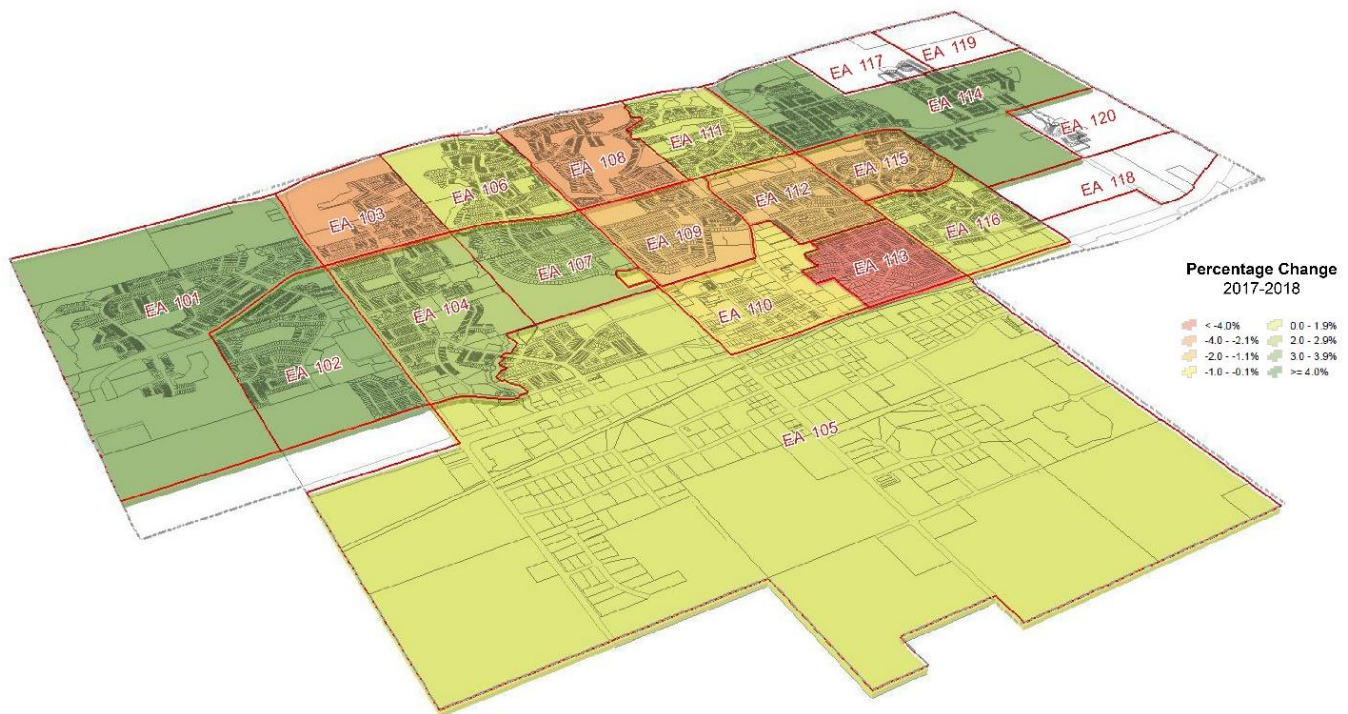 EA 119
EA 117
EA 114
EA 120
EA 111
EA 108
EA 118
EA 115
EA 106
EA 112
EA 103
EA 116
EA 109
EA 107
EA 113
EA 101
EA 104
EA 110
EA 102
EA 105
Percentage Change
2017-2018
< -4.0% 0.0 - 1.9%
-4.0 - -2.1% 2.0 - 2.9%
-2.0 - -1.1% 3.0 - 3.9%
-1.0 - -0.1% >= 4.0%